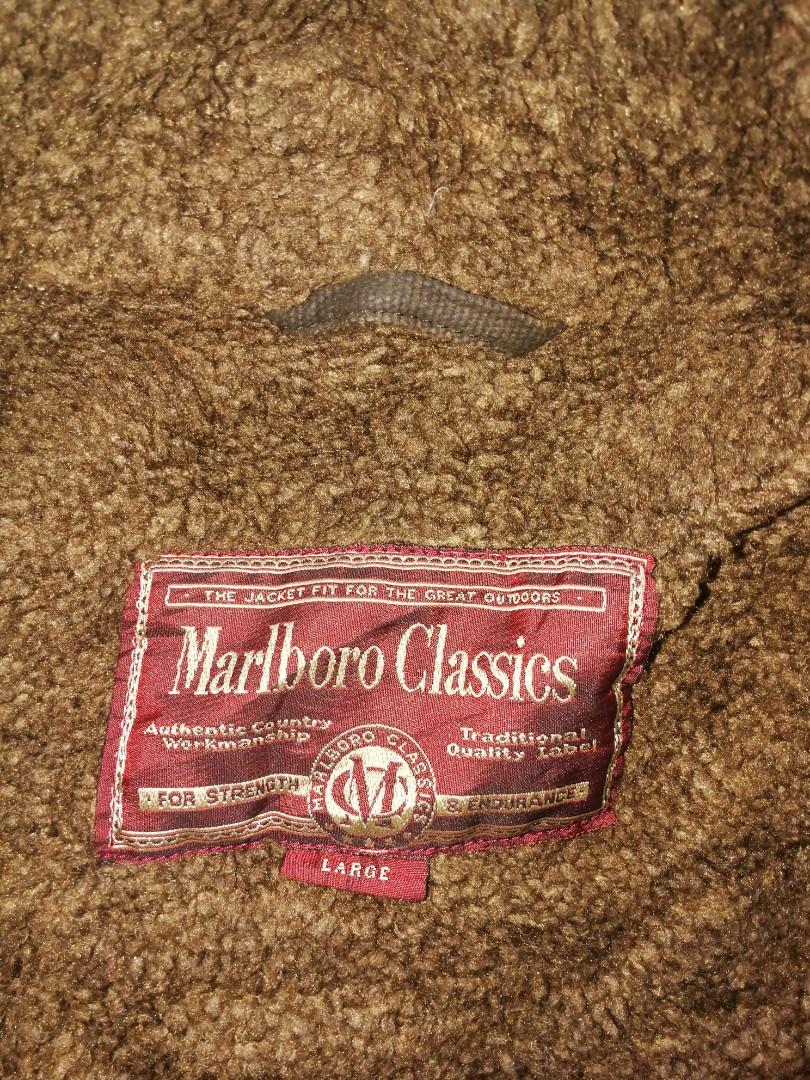 THE JACKET FIT FOR THE GREAT OUTDOORS
Marlboro Classics
Authentic Country
Workmanship
Traditional
Quality Label
FOR STRENGTH
MARLBORO CLASSICS
MC
& ENDURANCE
LARGE